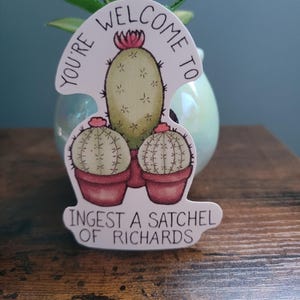 YOU'RE WELCOME TO
INGEST A SATCHEL
OF RICHARDS